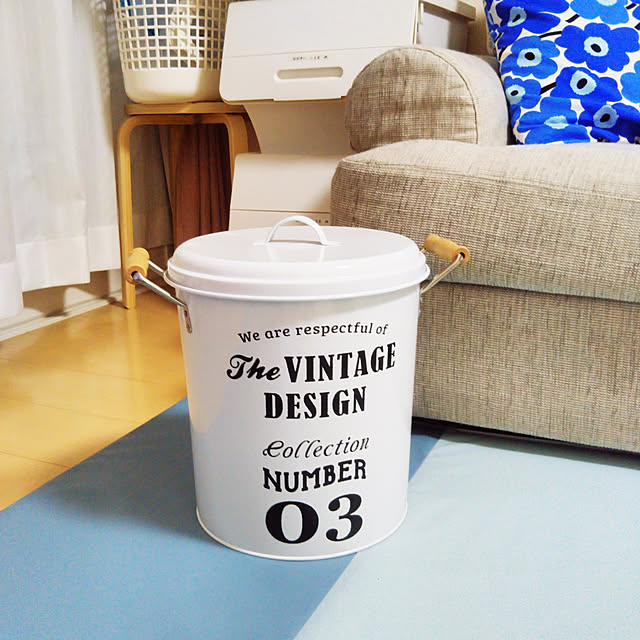 We are respectful of
The VINTAGE
DESIGN
Collection
NUMBER
03